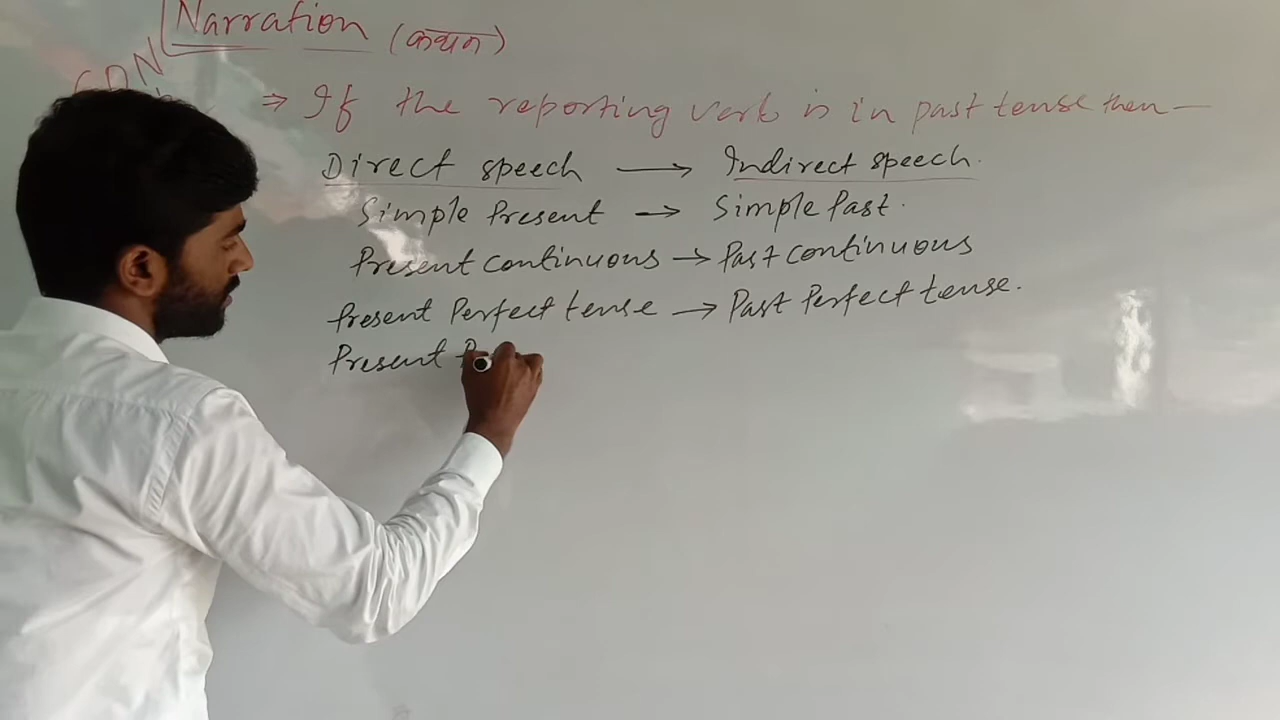 Narration (कथन)
⇒ If the reporting verb is in past tense then —
Direct speech → Indirect speech.
Simple Present → Simple Past.
Present continuous → Past continuous
Present Perfect tense → Past Perfect tense.
Present